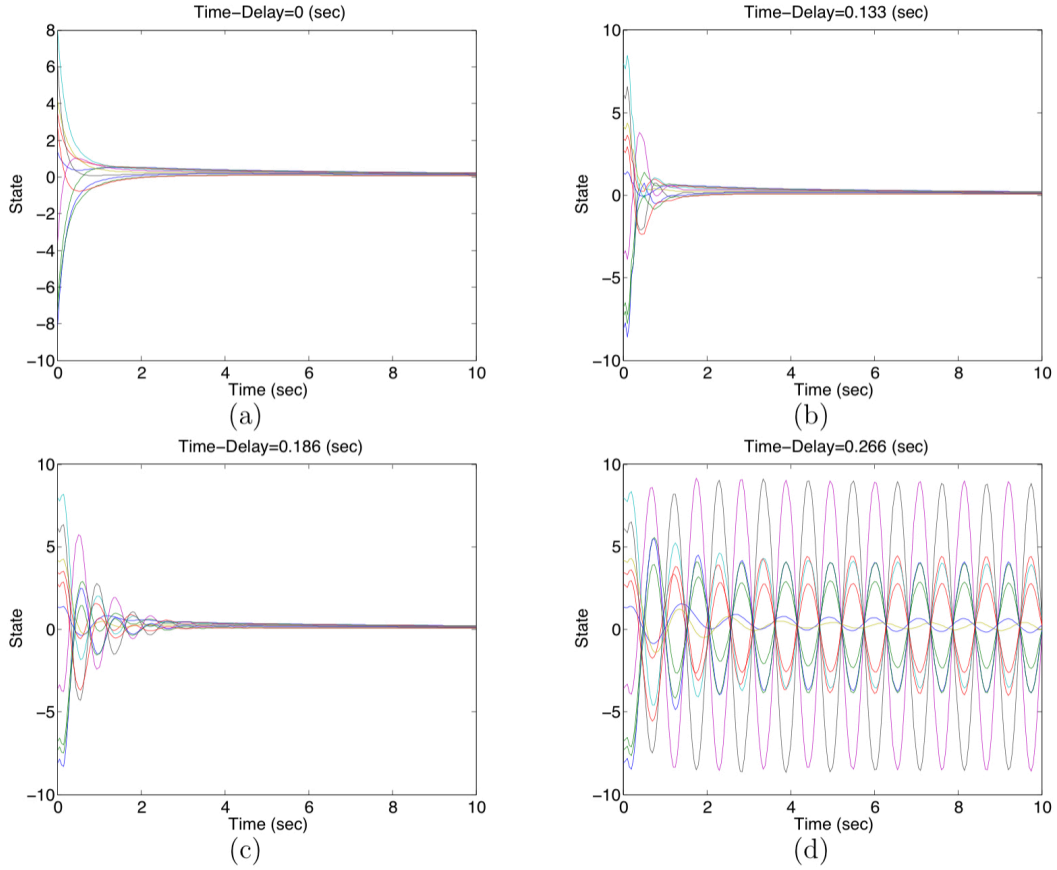 Time-Delay=0 (sec)
8
6
4
2
0
-2
-4
-6
-8
-10
State
0 2 4 6 8 10
Time (sec)
(a)
Time-Delay=0.133 (sec)
10
5
0
-5
-10
State
0 2 4 6 8 10
Time (sec)
(b)
Time-Delay=0.186 (sec)
10
5
0
-5
-10
State
0 2 4 6 8 10
Time (sec)
(c)
Time-Delay=0.266 (sec)
10
5
0
-5
-10
State
0 2 4 6 8 10
Time (sec)
(d)